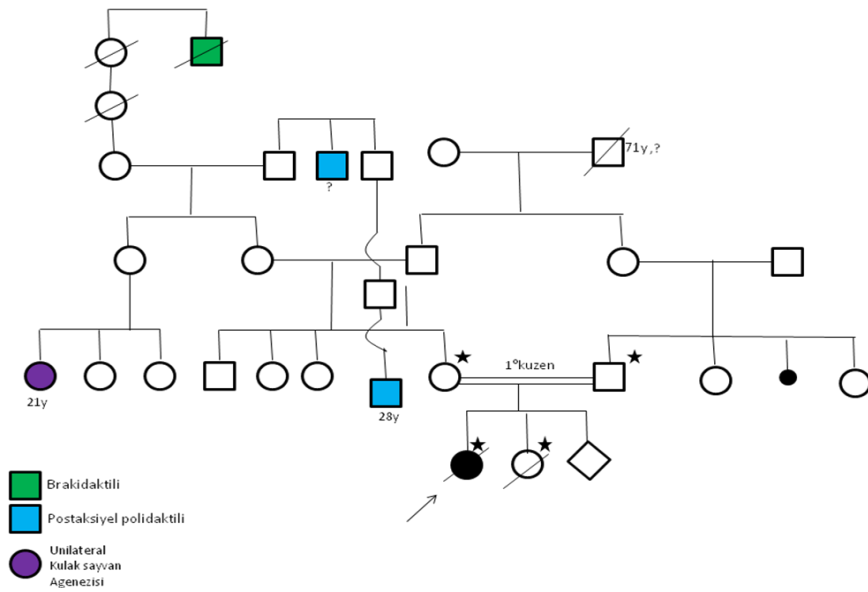 71y,?
?
1°kuzen
21y
28y
Brakidaktili
Postaksiyel polidaktili
Unilateral
Kulak sayvan
Agenezisi